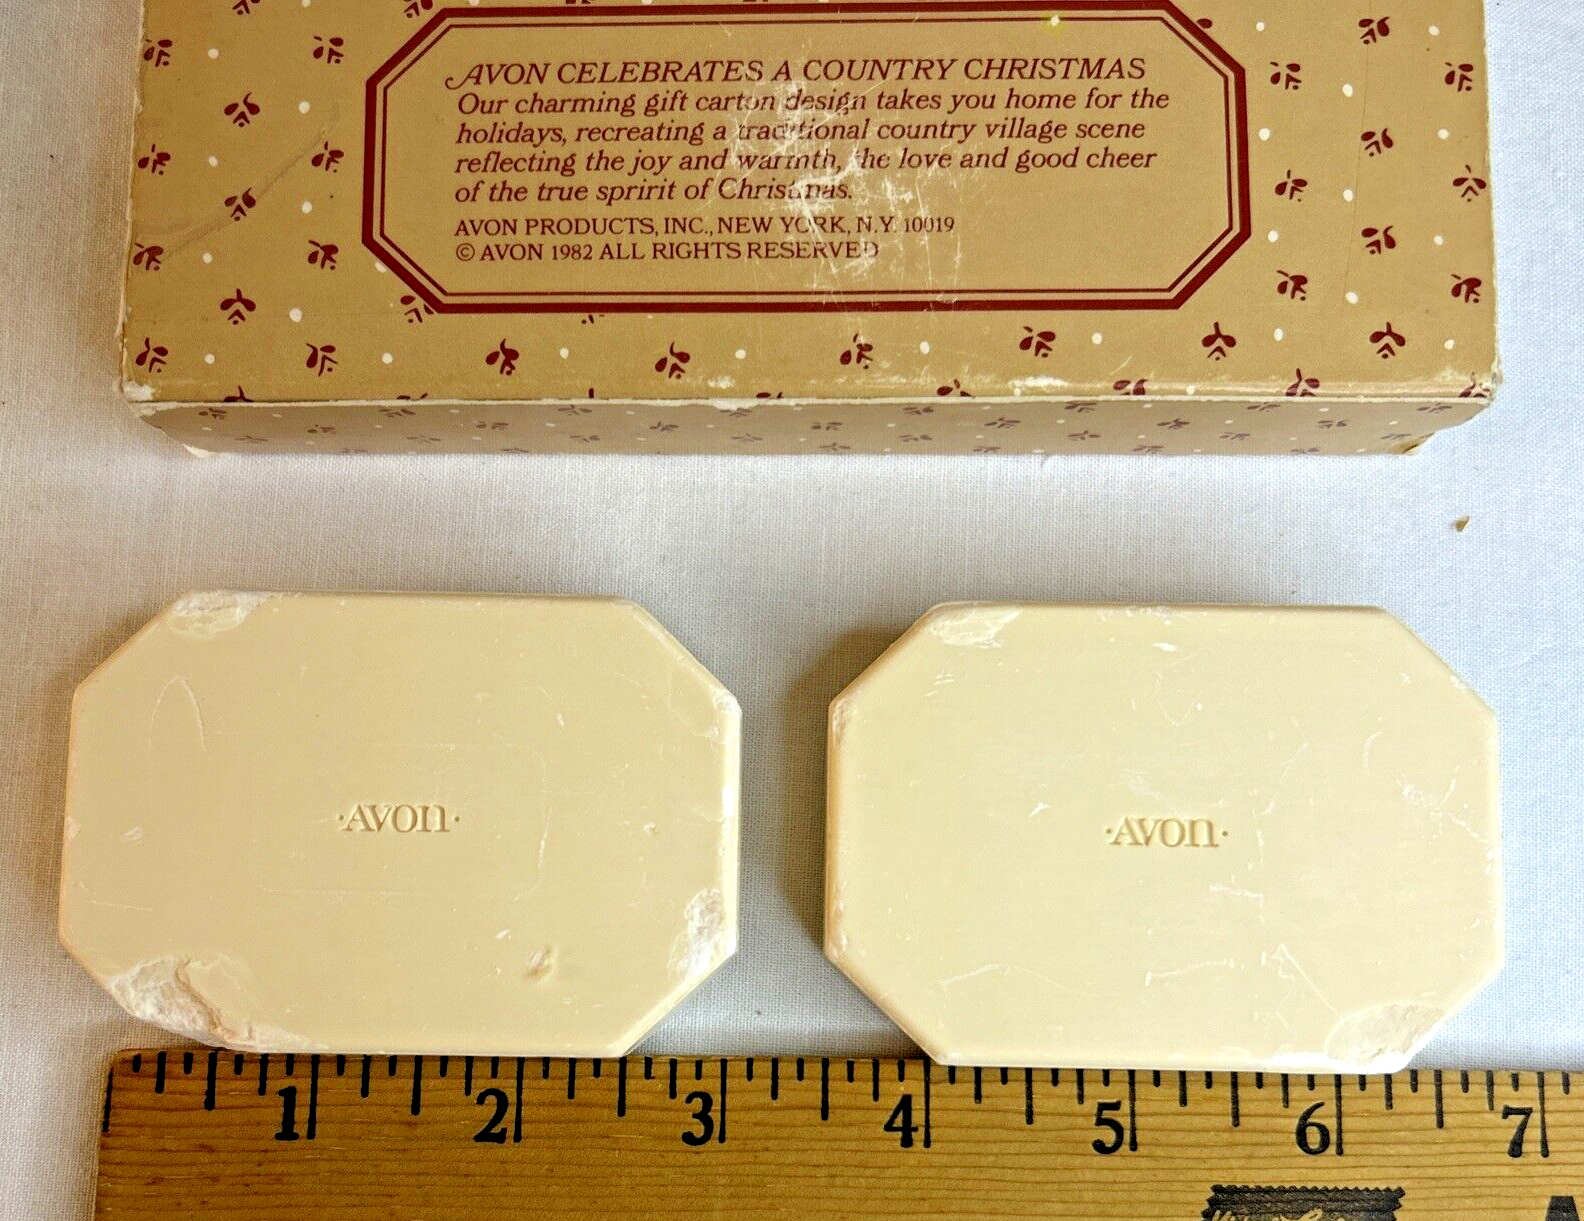 AVON CELEBRATES A COUNTRY CHRISTMAS
Our charming gift carton design takes you home for the
holidays, recreating a traditional country village scene
reflecting the joy and warmth, the love and good cheer
of the true spririt of Christmas.
AVON PRODUCTS, INC., NEW YORK, N.Y. 10019
© AVON 1982 ALL RIGHTS RESERVED
·AVON· ·AVON·
1 2 3 4 5 6 7